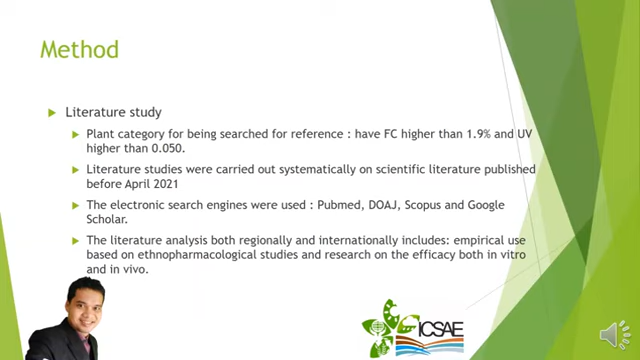 Method
Literature study
Plant category for being searched for reference : have FC higher than 1.9% and UV
higher than 0.050.
Literature studies were carried out systematically on scientific literature published
before April 2021
The electronic search engines were used : Pubmed, DOAJ, Scopus and Google
Scholar.
The literature analysis both regionally and internationally includes: empirical use
based on ethnopharmacological studies and research on the efficacy both in vitro
and in vivo.
ICSAE